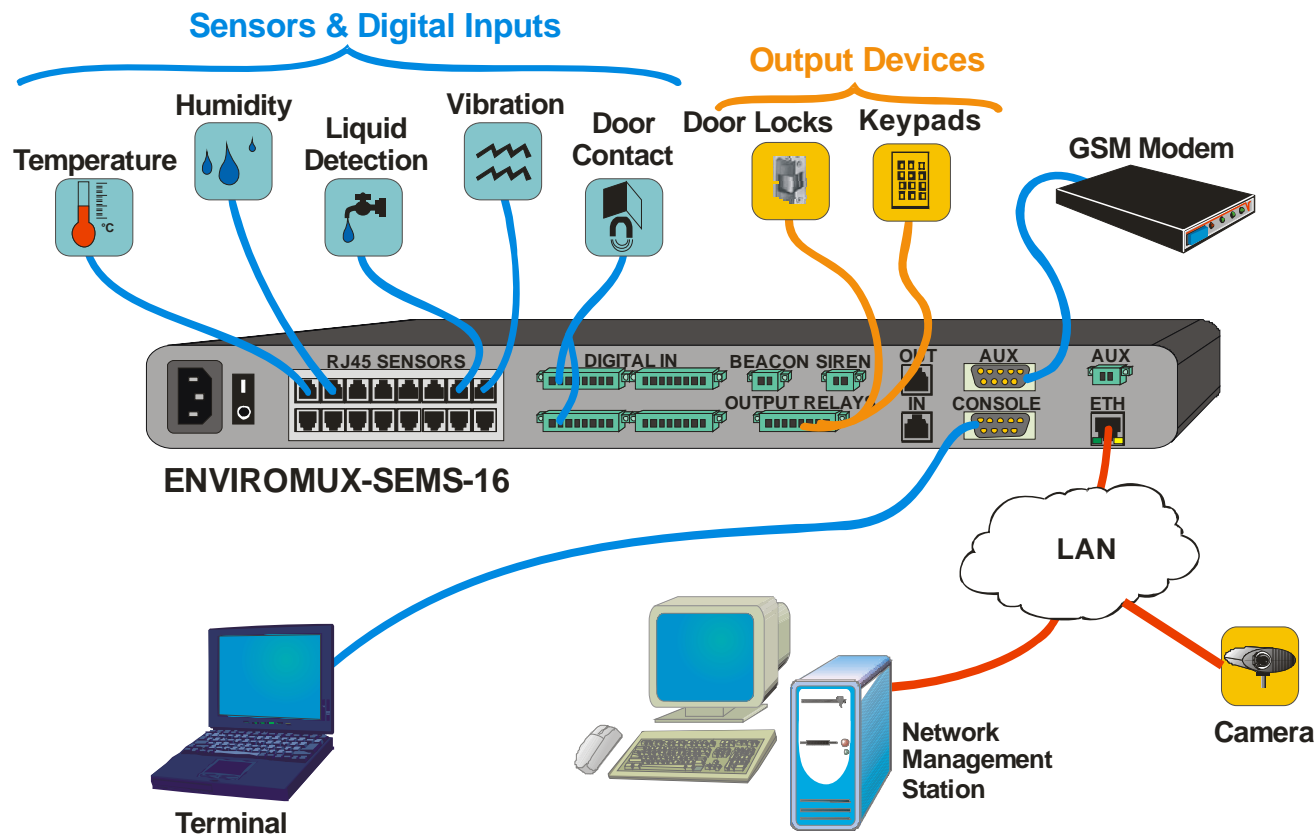 Sensors & Digital Inputs
Output Devices
Humidity
Vibration
Liquid
Detection
Door
Contact
Door Locks
Keypads
Temperature
°C
GSM Modem
RJ45 SENSORS
DIGITAL IN
BEACON
SIREN
OUT
AUX
AUX
OUTPUT RELAYS
IN
CONSOLE
ETH
ENVIROMUX-SEMS-16
LAN
Network
Management
Station
Camera
Terminal